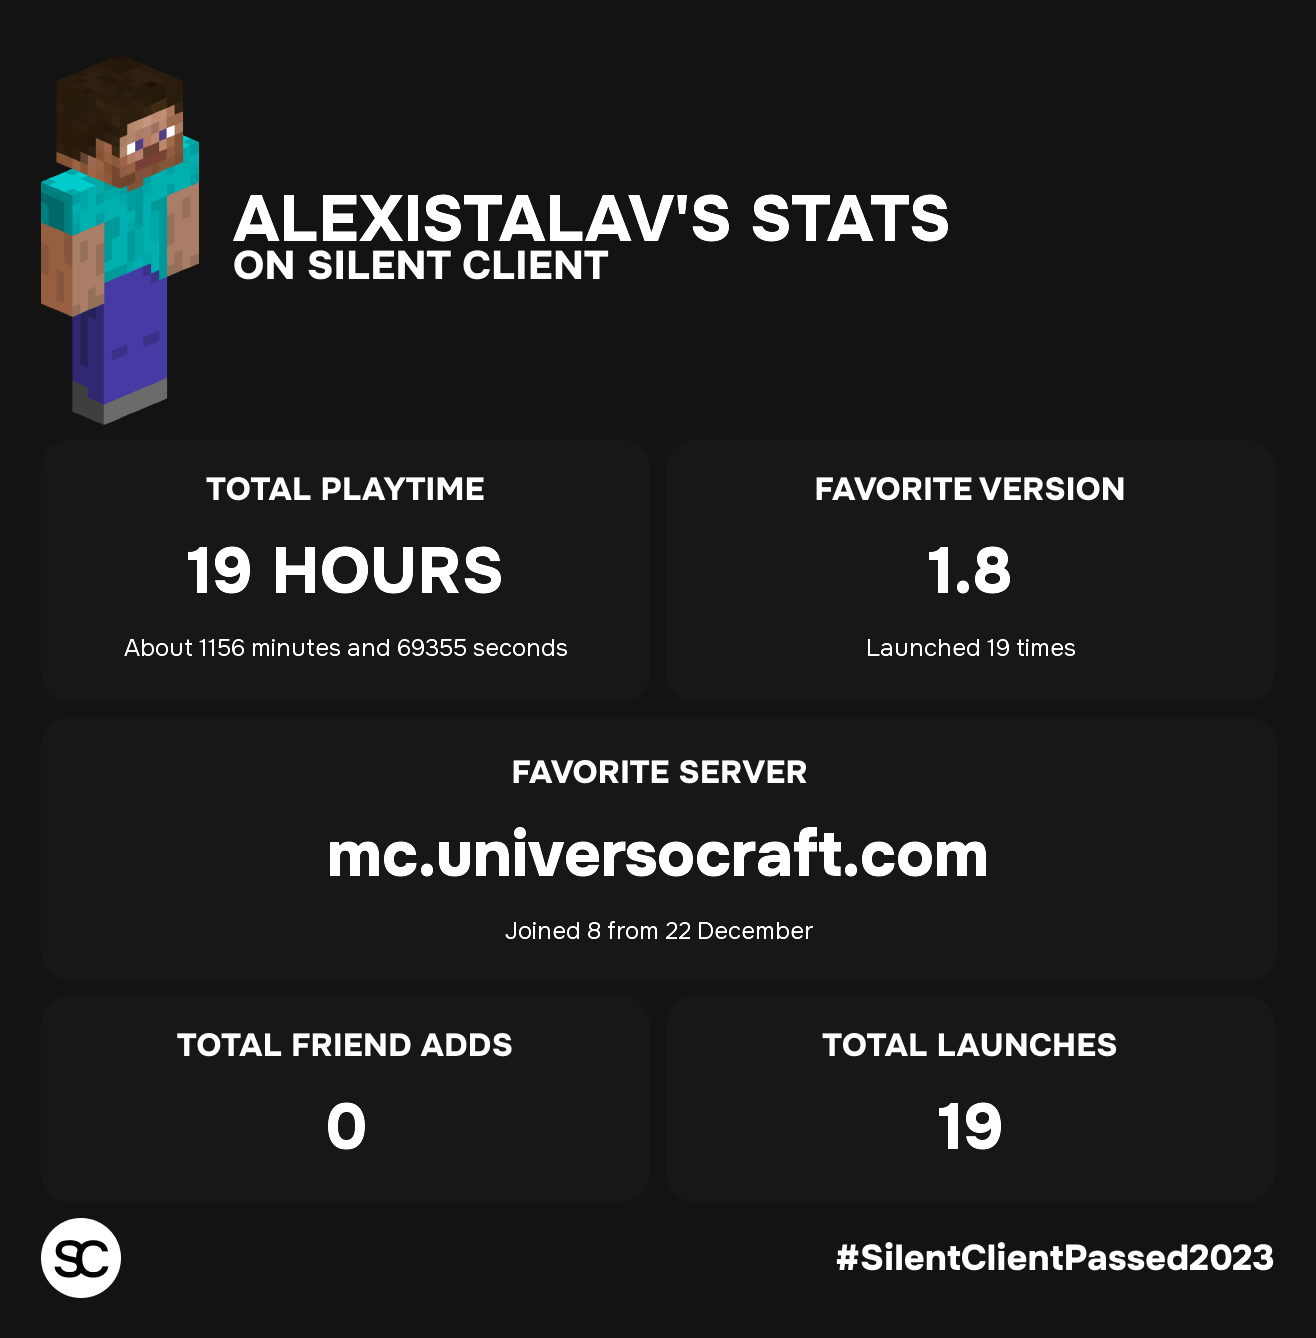 ALEXISTALAV'S STATS
ON SILENT CLIENT
TOTAL PLAYTIME
19 HOURS
About 1156 minutes and 69355 seconds
FAVORITE VERSION
1.8
Launched 19 times
FAVORITE SERVER
mc.universocraft.com
Joined 8 from 22 December
TOTAL FRIEND ADDS
0
TOTAL LAUNCHES
19
SC
#SilentClientPassed2023